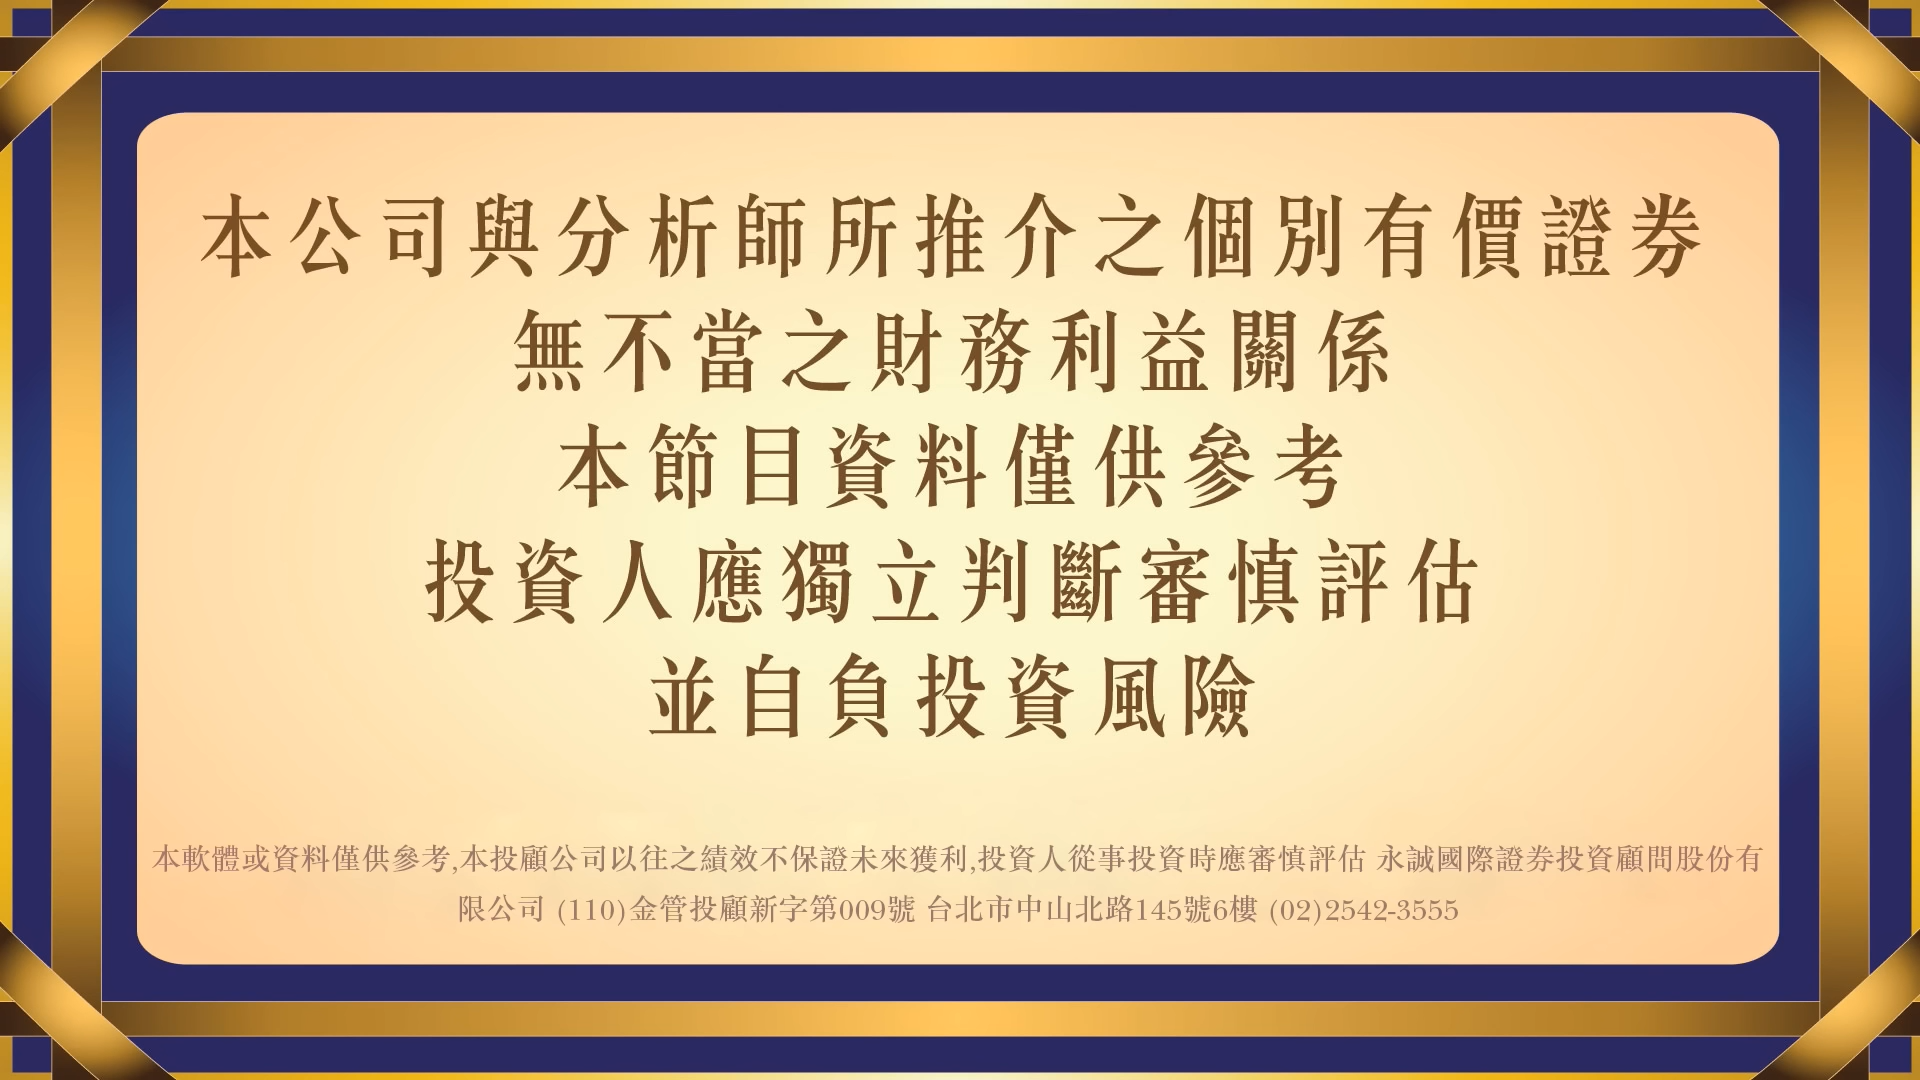 本公司與分析師所推介之個別有價證券
無不當之財務利益關係
本節目資料僅供參考
投資人應獨立判斷審慎評估
並自負投資風險
本軟體或資料僅供參考,本投顧公司以往之績效不保證未來獲利,投資人從事投資時應審慎評估 永誠國際證券投資顧問股份有
限公司 (110)金管投顧新字第009號 台北市中山北路145號6樓 (02)2542-3555